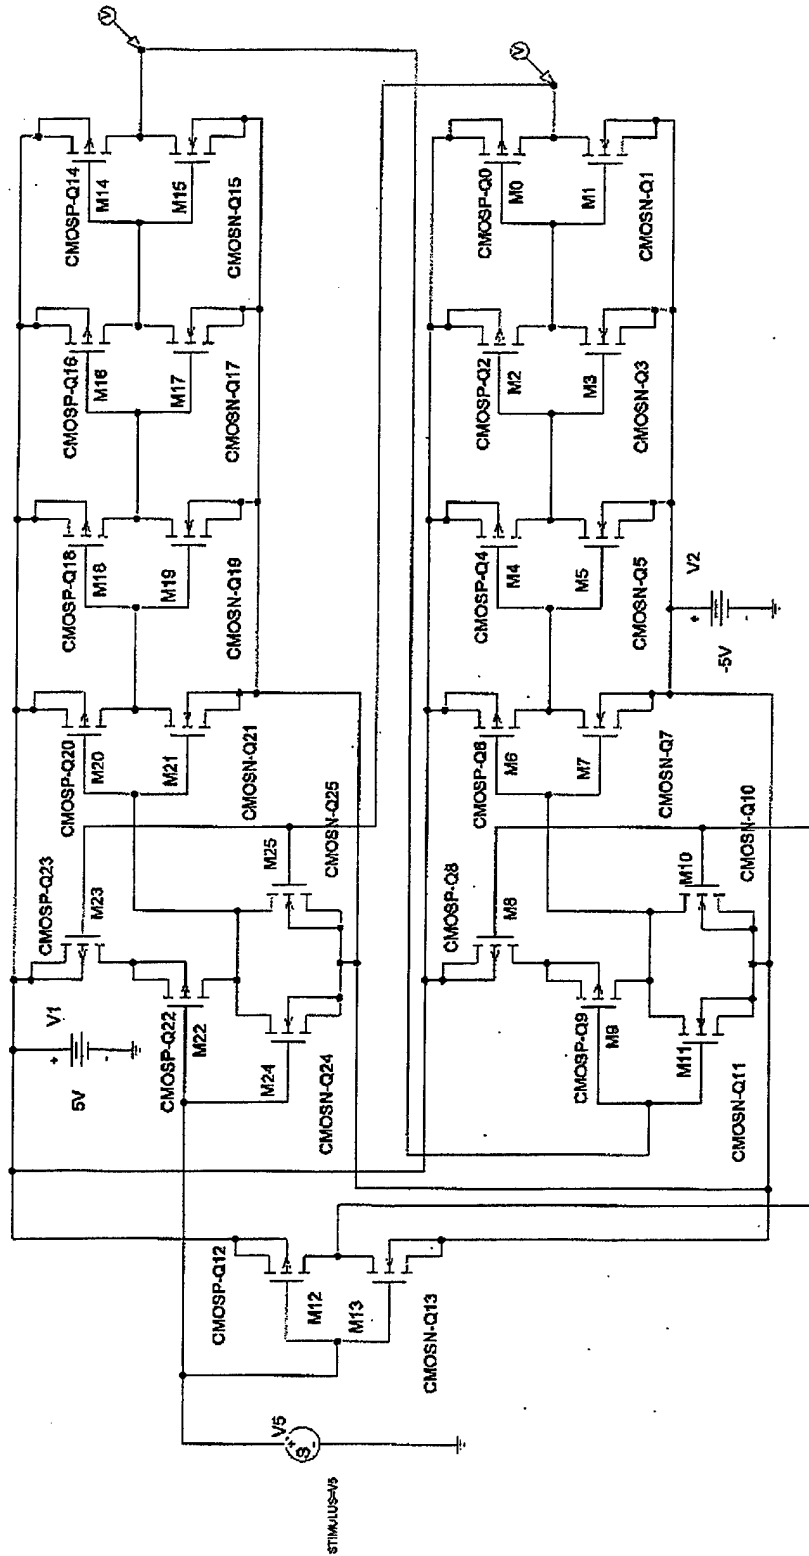 V
V
CMOSP-Q14
M14
M15
CMOSN-Q15
CMOSP-Q16
M16
M17
CMOSN-Q17
CMOSP-Q18
M18
M19
CMOSN-Q19
CMOSP-Q20
M20
M21
CMOSN-Q21
CMOSP-Q23
M23
M25
CMOSN-Q25
V1
+
-
5V
CMOSP-Q22
M22
M24
CMOSN-Q24
CMOSP-Q0
M0
M1
CMOSN-Q1
CMOSP-Q2
M2
M3
CMOSN-Q3
CMOSP-Q4
M4
M5
CMOSN-Q5
V2
+
-
-5V
CMOSP-Q6
M6
M7
CMOSN-Q7
CMOSP-Q8
M8
M10
CMOSN-Q10
CMOSP-Q9
M9
M11
CMOSN-Q11
CMOSP-Q12
M12
M13
CMOSN-Q13
V5
+
S
-
STIMULUS=V5